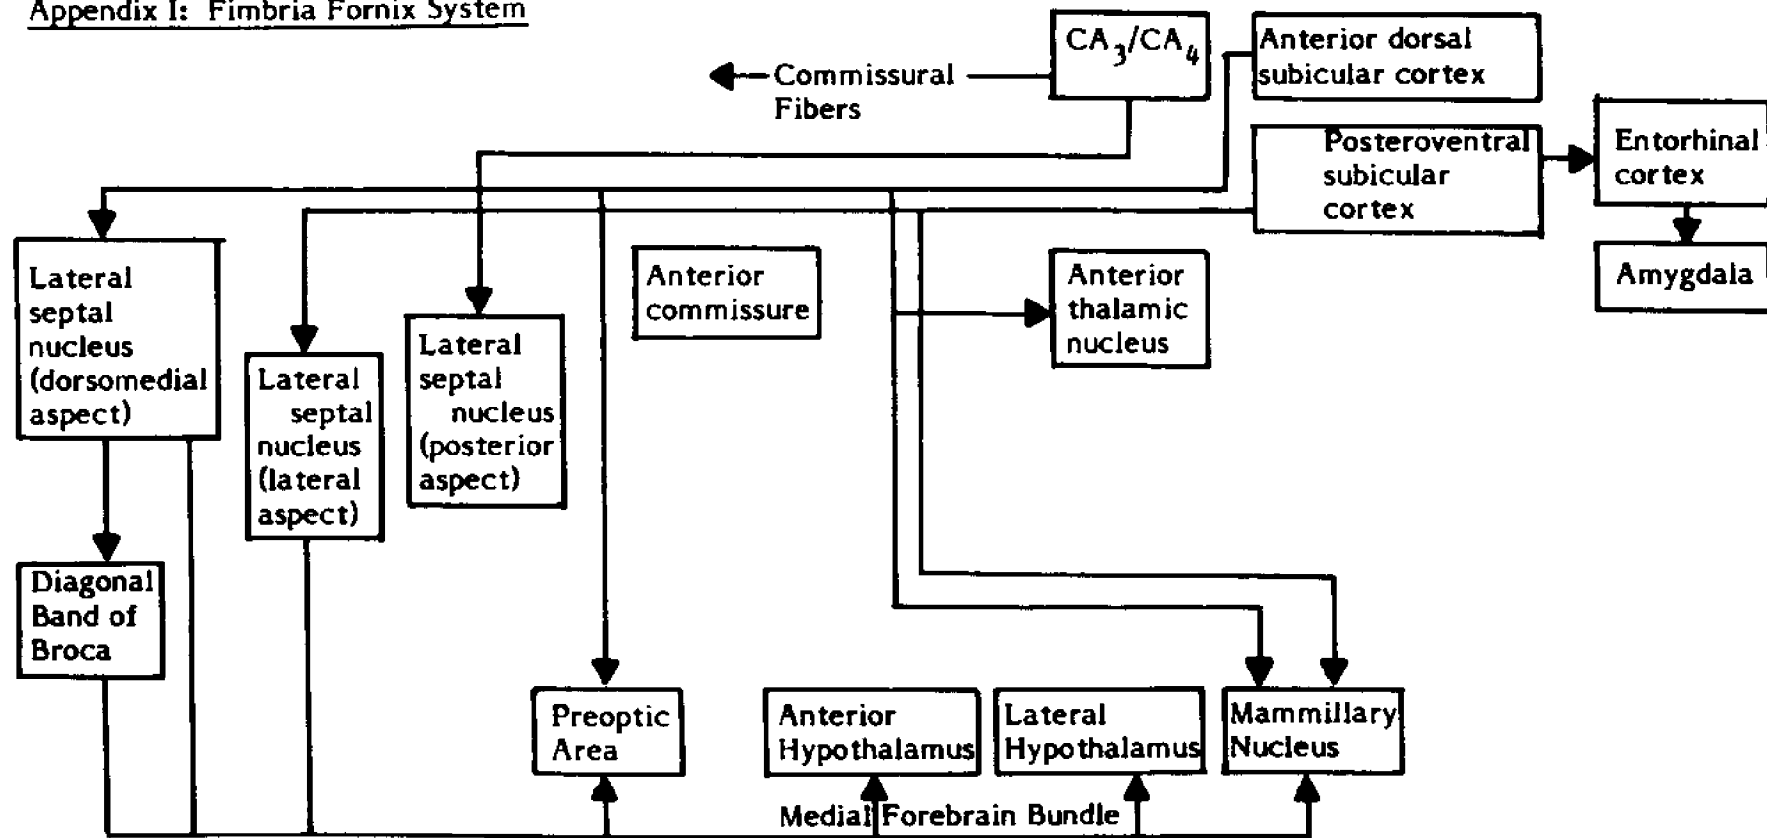 Appendix I: Fimbria Fornix System
CA3/CA4
Anterior dorsal
subicular cortex
Commissural
Fibers
Posteroventral
subicular
cortex
Entorhinal
cortex
Amygdala
Lateral
septal
nucleus
(dorsomedial
aspect)
Lateral
septal
nucleus
(lateral
aspect)
Lateral
septal
nucleus
(posterior
aspect)
Anterior
commissure
Anterior
thalamic
nucleus
Diagonal
Band of
Broca
Preoptic
Area
Anterior
Hypothalamus
Lateral
Hypothalamus
Mammillary
Nucleus
Medial Forebrain Bundle